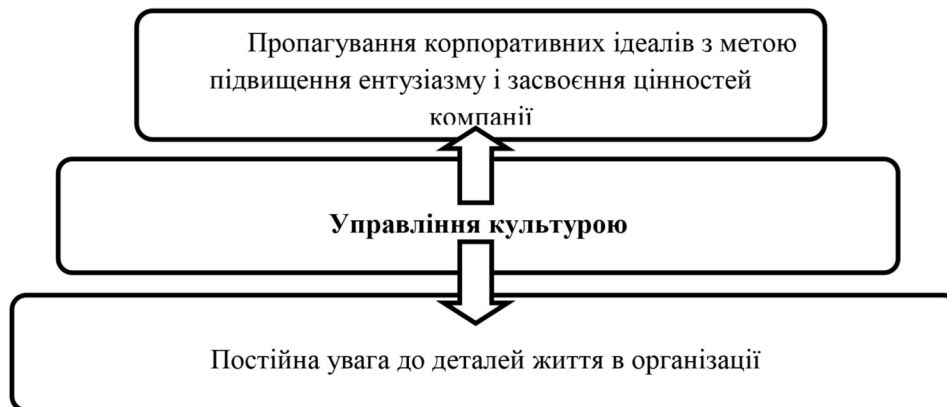 Пропагування корпоративних ідеалів з метою
підвищення ентузіазму і засвоєння цінностей
компанії
Управління культурою
Постійна увага до деталей життя в організації